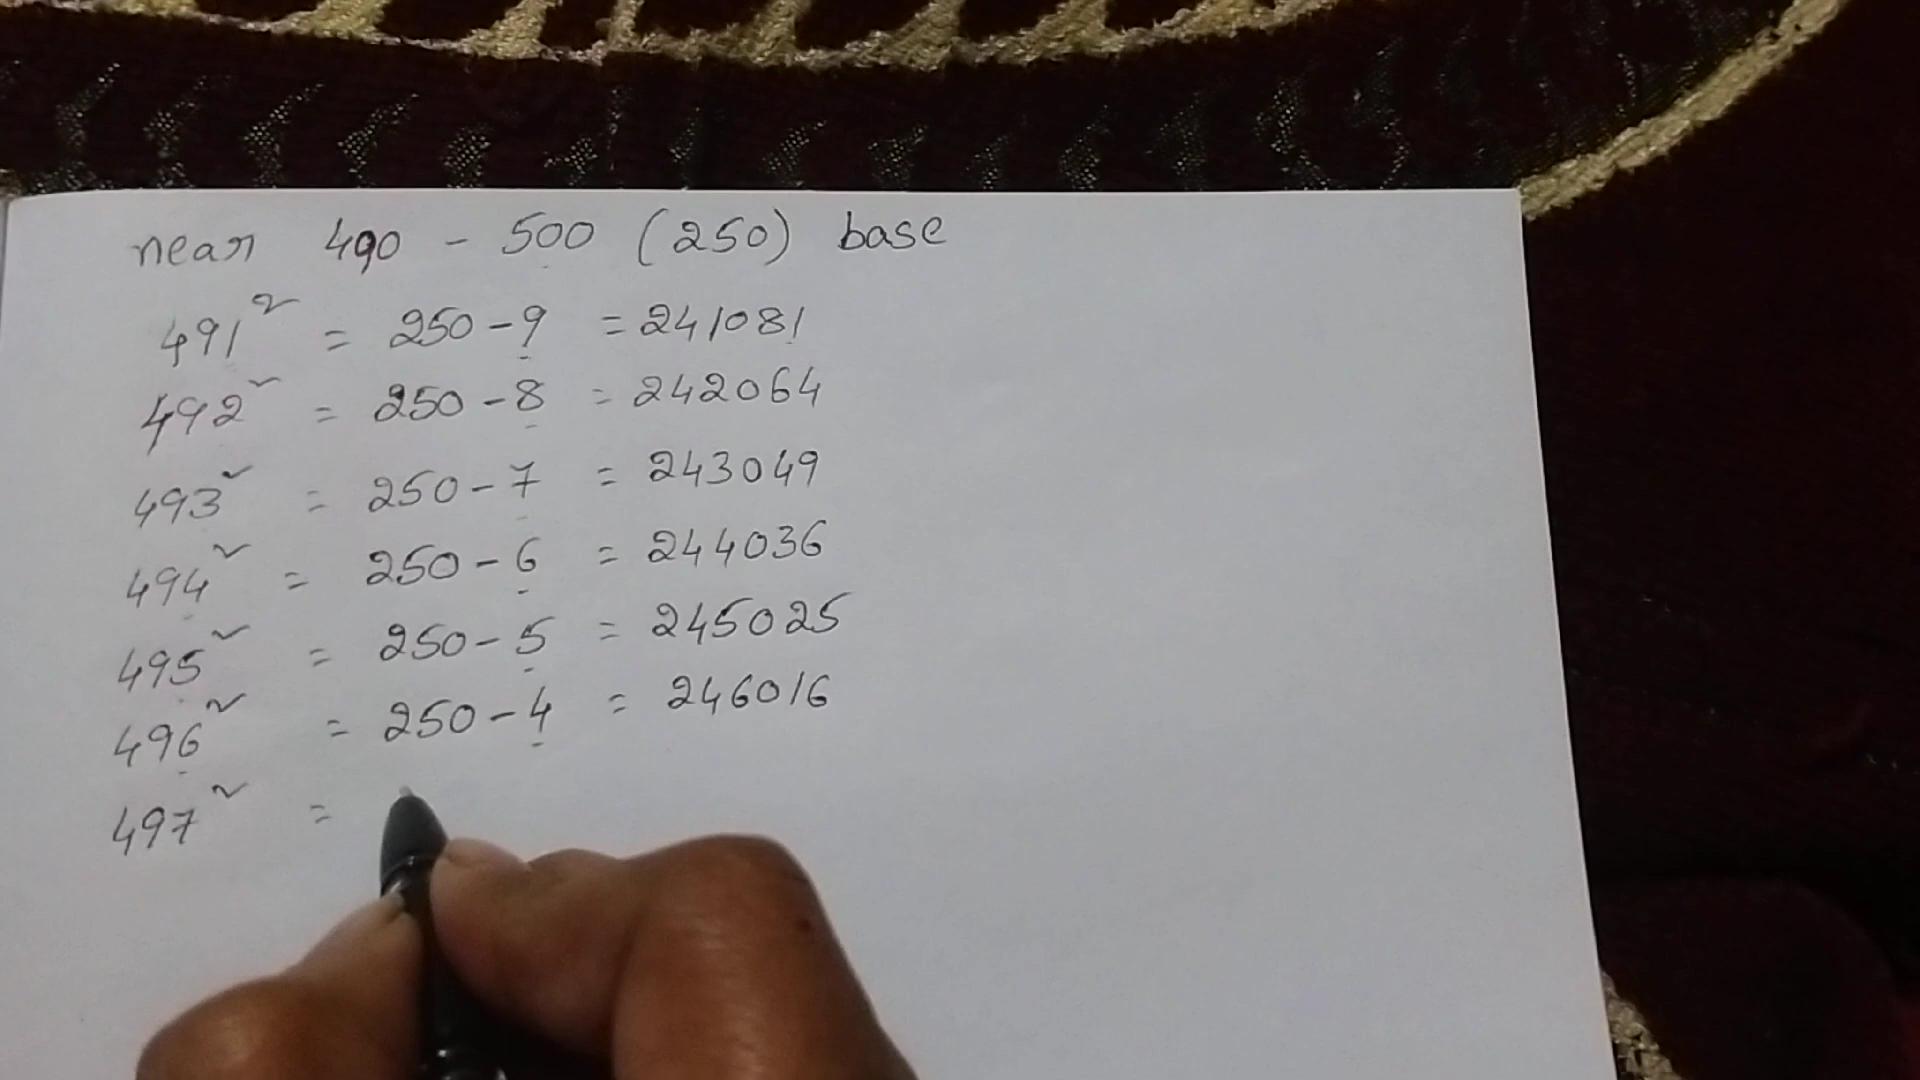 near 490 - 500 (250) base
491² = 250 - 9 = 241081
492² = 250 - 8 = 242064
493² = 250 - 7 = 243049
494² = 250 - 6 = 244036
495² = 250 - 5 = 245025
496² = 250 - 4 = 246016
497² =